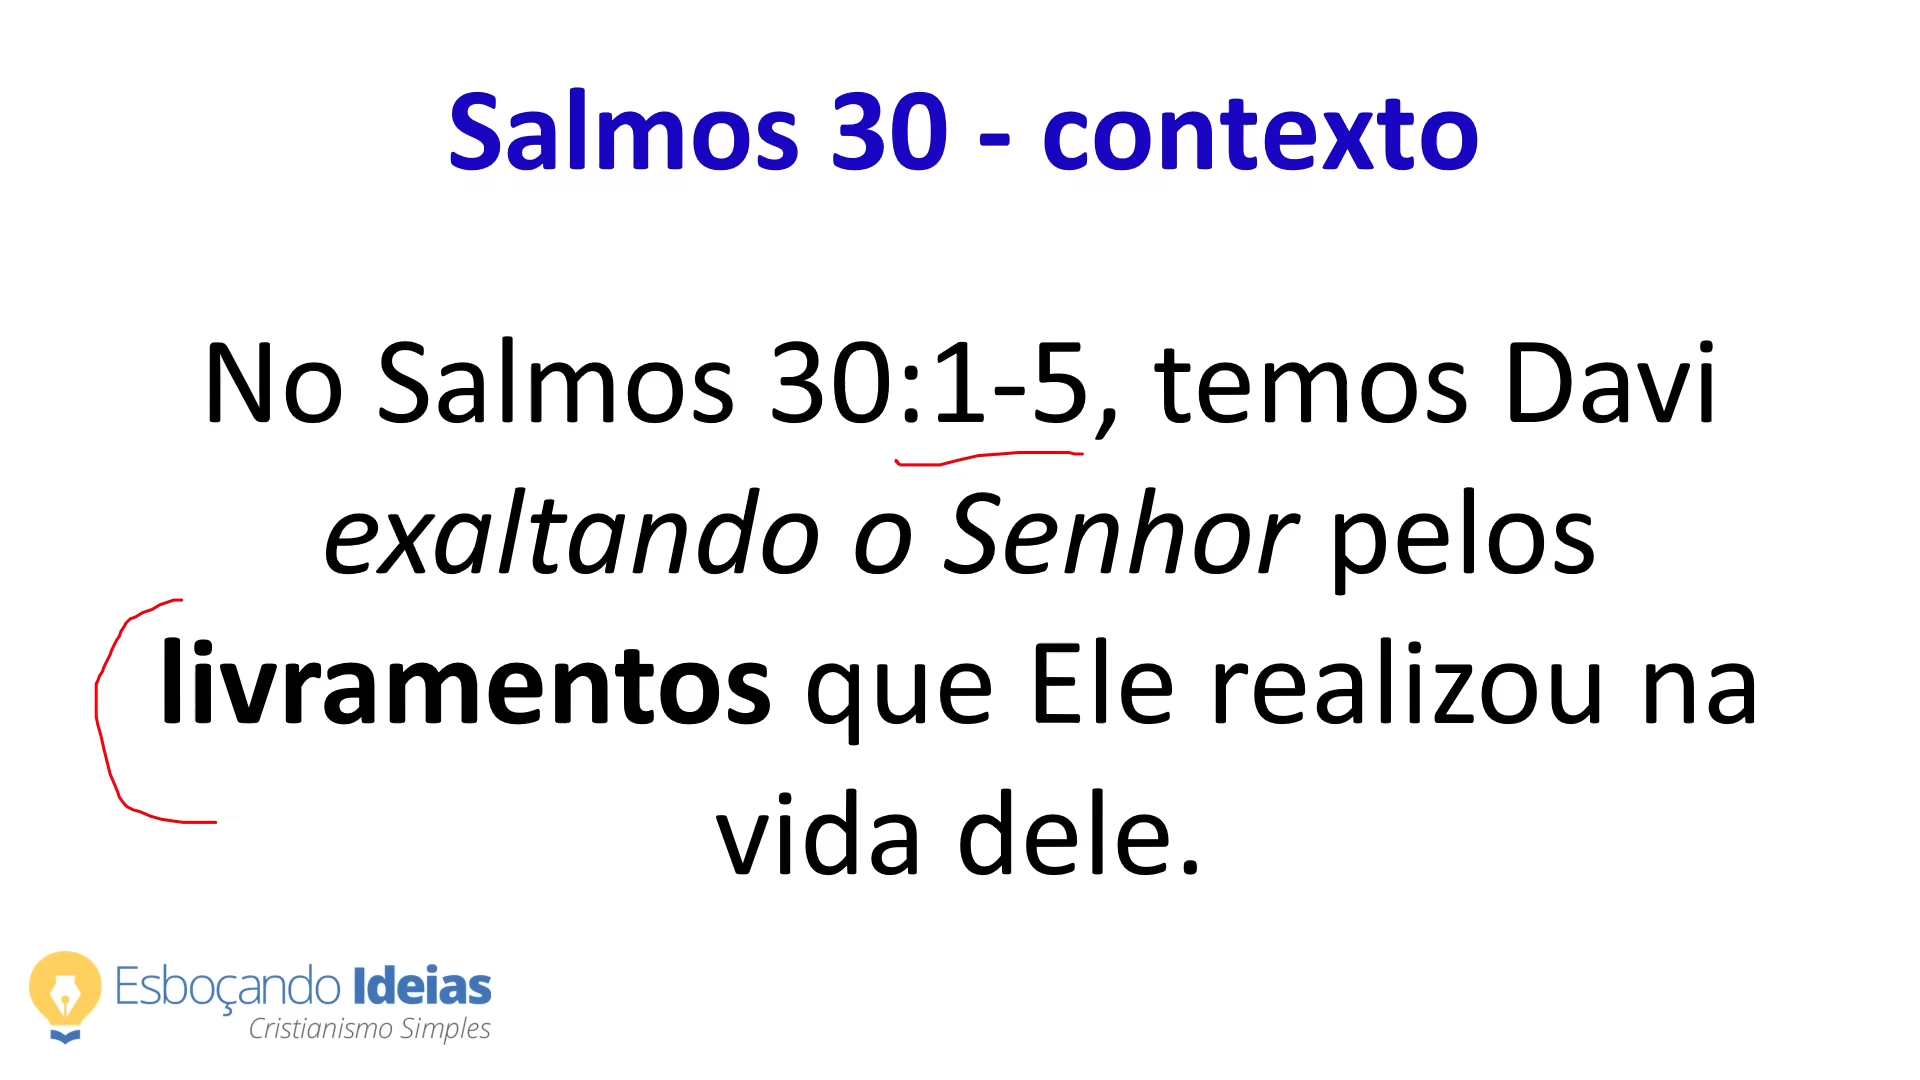 Salmos 30 - contexto
No Salmos 30:1-5, temos Davi
exaltando o Senhor pelos
livramentos que Ele realizou na
vida dele.
Esboçando Ideias
Cristianismo Simples